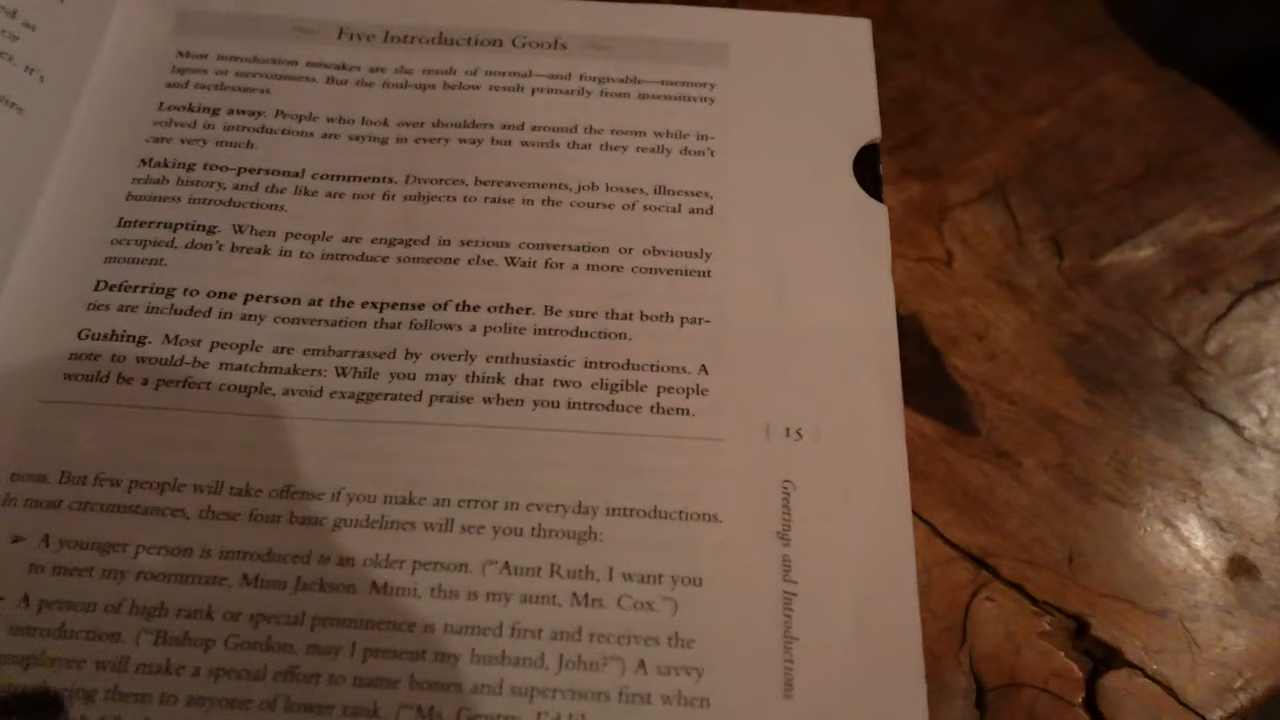 Five Introduction Goofs
Most introduction mistakes are the result of normal—and forgivable—memory
lapses or nervousness. But the foul-ups below result primarily from insensitivity
and tactlessness.
Looking away. People who look over shoulders and around the room while in-
volved in introductions are saying in every way but words that they really don't
care very much.
Making too-personal comments. Divorces, bereavements, job losses, illnesses,
rehab history, and the like are not fit subjects to raise in the course of social and
business introductions.
Interrupting. When people are engaged in serious conversation or obviously
occupied, don't break in to introduce someone else. Wait for a more convenient
moment.
Deferring to one person at the expense of the other. Be sure that both par-
ties are included in any conversation that follows a polite introduction.
Gushing. Most people are embarrassed by overly enthusiastic introductions. A
note to would-be matchmakers: While you may think that two eligible people
would be a perfect couple, avoid exaggerated praise when you introduce them.
15
Greetings and Introductions
tions. But few people will take offense if you make an error in everyday introductions.
In most circumstances, these four basic guidelines will see you through:
➤ A younger person is introduced to an older person. ("Aunt Ruth, I want you
to meet my roommate, Mimi Jackson. Mimi, this is my aunt, Mrs. Cox.")
A person of high rank or special prominence is named first and receives the
introduction. ("Bishop Gordon, may I present my husband, John?") A savvy
employee will make a special effort to name bosses and supervisors first when
them to anyone of lower rank. ("Ms. Gentry, I'd